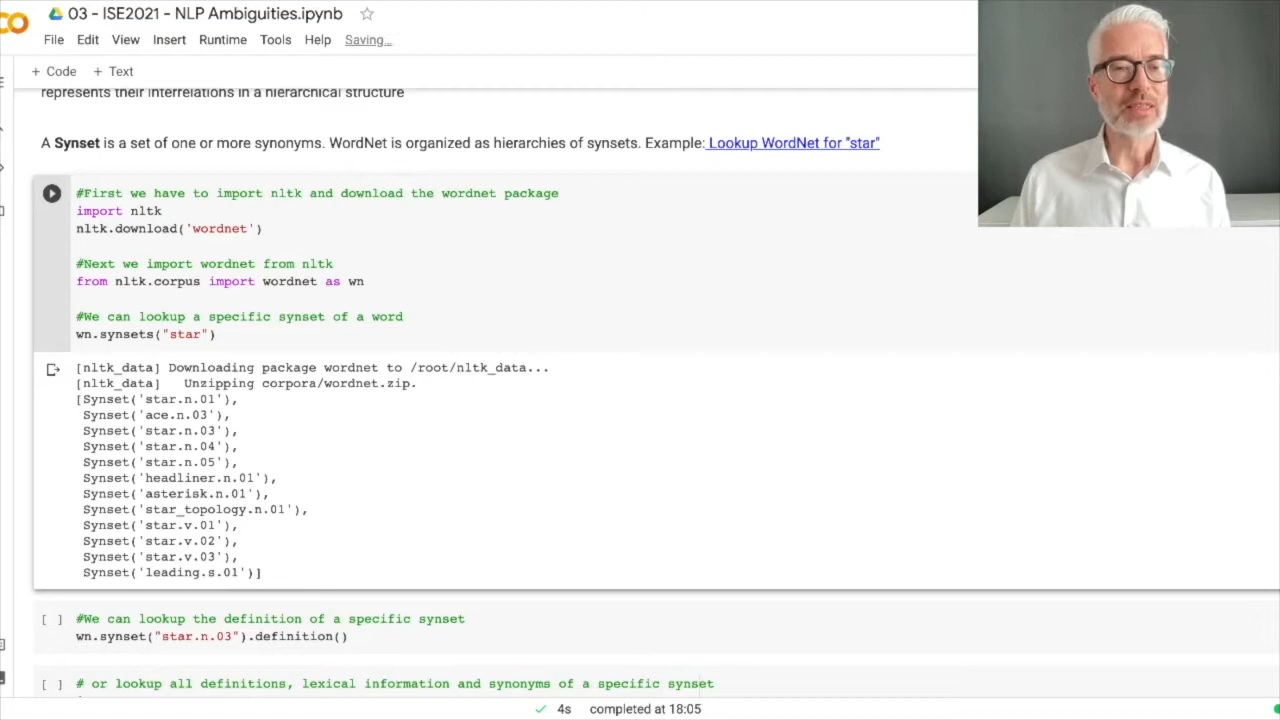 03 - ISE2021 - NLP Ambiguities.ipynb
File Edit View Insert Runtime Tools Help Saving...
+ Code + Text
represents their interrelations in a hierarchical structure
A Synset is a set of one or more synonyms. WordNet is organized as hierarchies of synsets. Example: Lookup WordNet for "star"
#First we have to import nltk and download the wordnet package
import nltk
nltk.download('wordnet')
#Next we import wordnet from nltk
from nltk.corpus import wordnet as wn
#We can lookup a specific synset of a word
wn.synsets("star")
[nltk_data] Downloading package wordnet to /root/nltk_data...
[nltk_data]   Unzipping corpora/wordnet.zip.
[Synset('star.n.01'),
Synset('ace.n.03'),
Synset('star.n.03'),
Synset('star.n.04'),
Synset('star.n.05'),
Synset('headliner.n.01'),
Synset('asterisk.n.01'),
Synset('star_topology.n.01'),
Synset('star.v.01'),
Synset('star.v.02'),
Synset('star.v.03'),
Synset('leading.s.01')]
[ ] #We can lookup the definition of a specific synset
wn.synset("star.n.03").definition()
[ ] # or lookup all definitions, lexical information and synonyms of a specific synset
4s completed at 18:05